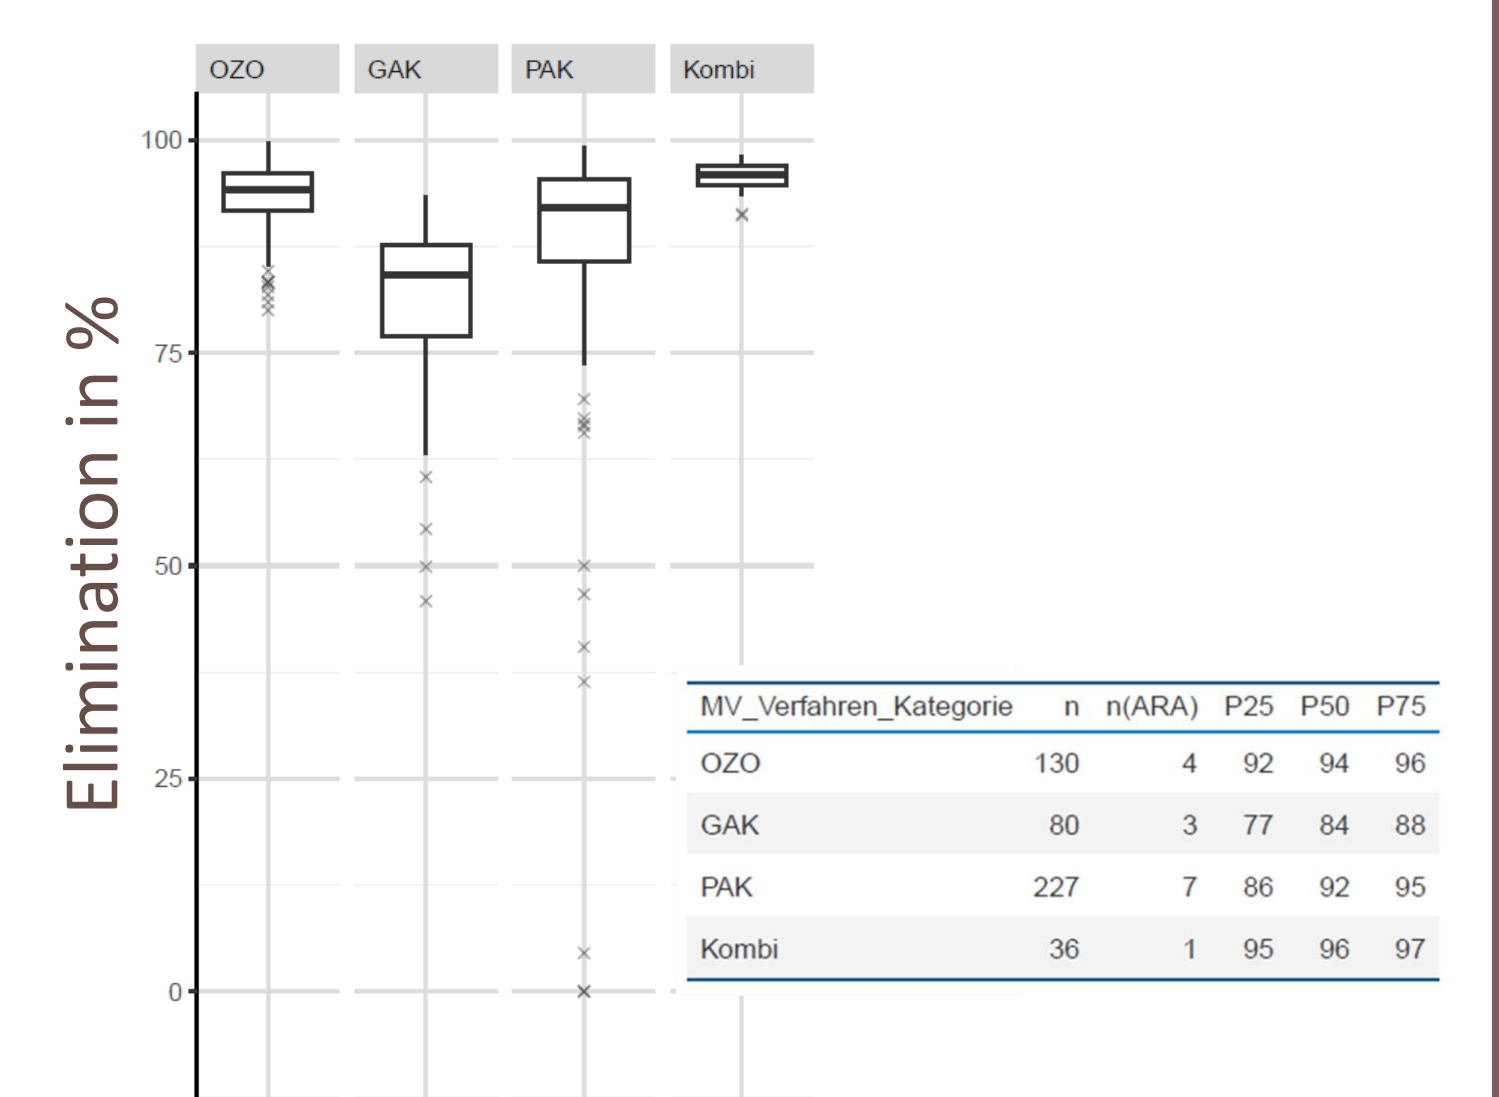 OZO GAK PAK Kombi
100
75
50
25
0
Elimination in %
MV_Verfahren_Kategorie n n(ARA) P25 P50 P75
OZO 130 4 92 94 96
GAK 80 3 77 84 88
PAK 227 7 86 92 95
Kombi 36 1 95 96 97